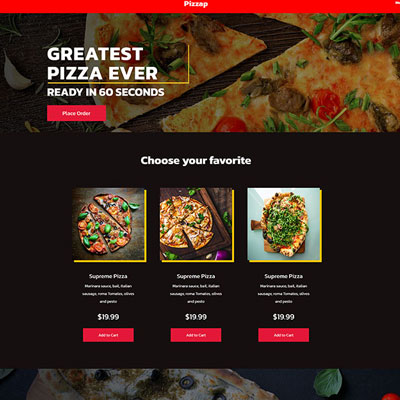 Pizzap
GREATEST
PIZZA EVER
READY IN 60 SECONDS
Place Order
Choose your favorite
Supreme Pizza
Marinara sauce, basil, italian
sausage, roma Tomatos, olives
and pesto
$19.99
Add to Cart
Supreme Pizza
Marinara sauce, basil, italian
sausage, roma Tomatos, olives
and pesto
$19.99
Add to Cart
Supreme Pizza
Marinara sauce, basil, italian
sausage, roma Tomatos, olives
and pesto
$19.99
Add to Cart